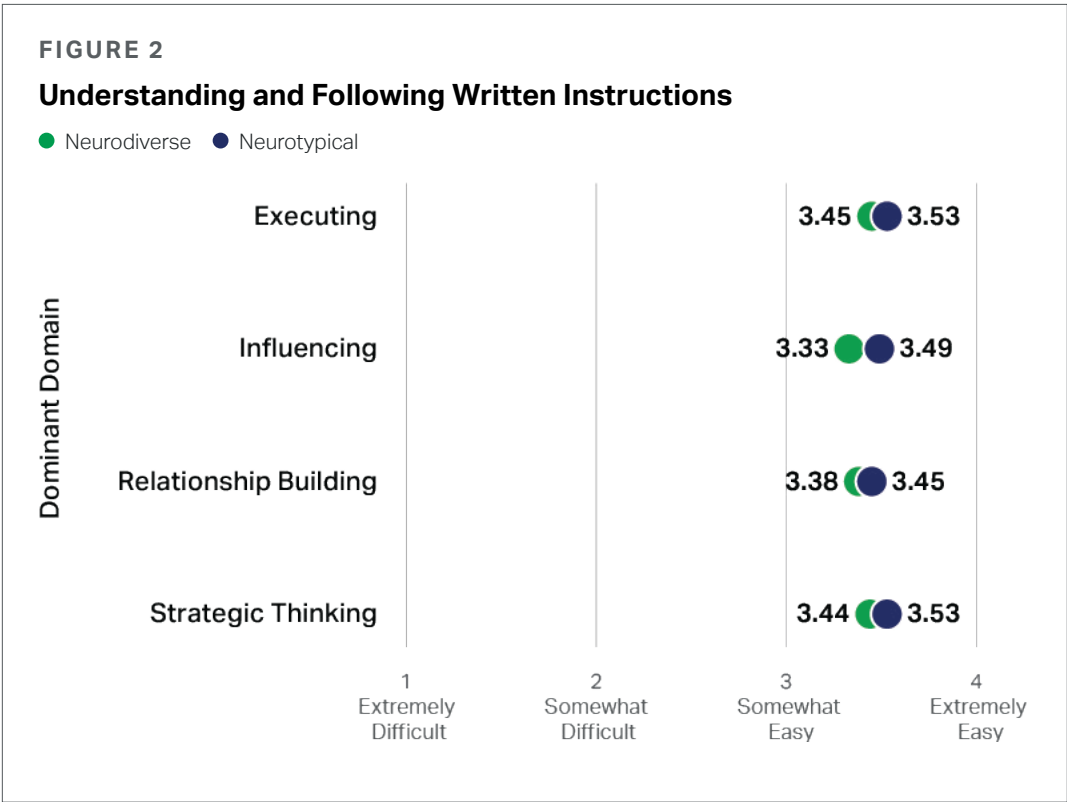 FIGURE 2
Understanding and Following Written Instructions
Neurodiverse Neurotypical
Dominant Domain
Executing 3.45 3.53
Influencing 3.33 3.49
Relationship Building 3.38 3.45
Strategic Thinking 3.44 3.53
1 2 3 4
Extremely Somewhat Somewhat Extremely
Difficult Difficult Easy Easy